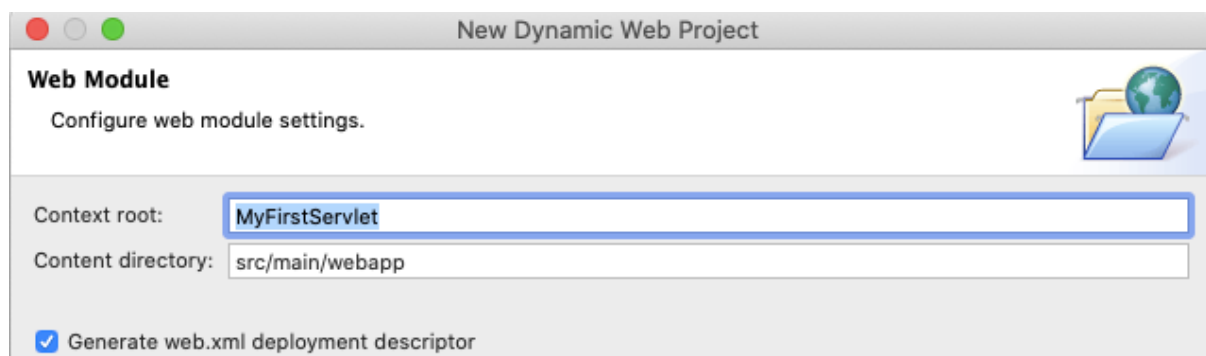 New Dynamic Web Project
Web Module
Configure web module settings.
Context root: MyFirstServlet
Content directory: src/main/webapp
Generate web.xml deployment descriptor